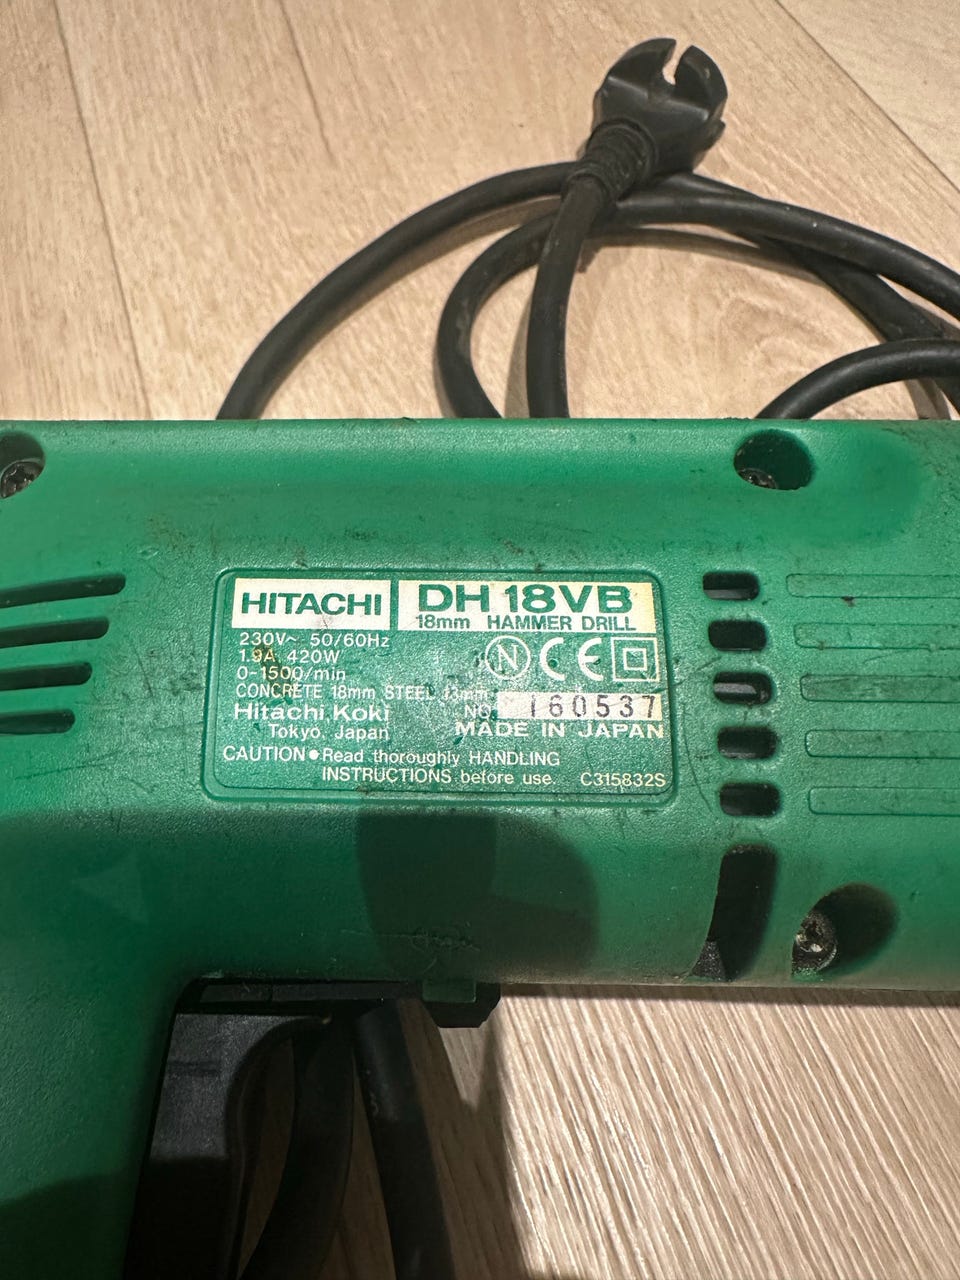 HITACHI DH 18VB
18mm HAMMER DRILL
230V~ 50/60Hz
1.9A 420W
0-1500/min
N CE
CONCRETE 18mm STEEL 13mm
Hitachi Koki
Tokyo, Japan
NO. 160537
MADE IN JAPAN
CAUTION ● Read thoroughly HANDLING
INSTRUCTIONS before use. C315832S